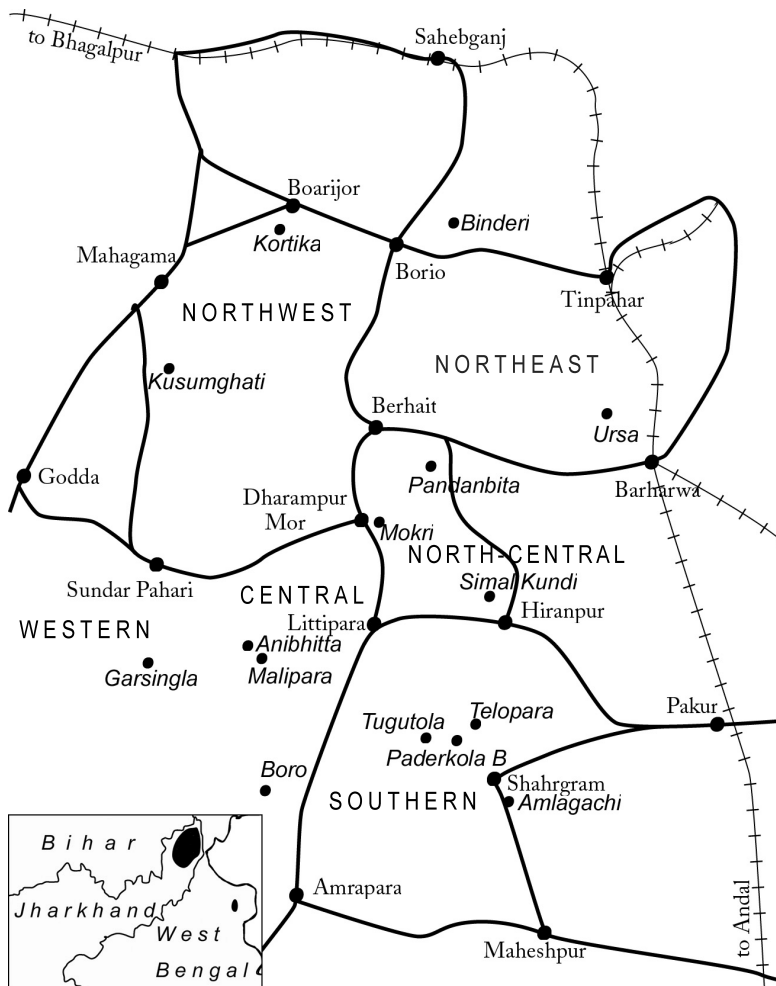 Sahebganj
to Bhagalpur
Boarijor
Binderi
Kortika
Mahagama
Borio
Tinpahar
NORTHWEST
NORTHEAST
Kusumghati
Berhait
Ursa
Godda
Pandanbita
Barharwa
Dharampur
Mor
Mokri
NORTH-CENTRAL
Simal Kundi
Sundar Pahari
CENTRAL
Hiranpur
Littipara
WESTERN
Anibhitta
Garsingla
Malipara
Telopara
Pakur
Tugutola
Paderkola B
Boro
Shahrgram
SOUTHERN
Amlagachi
Bihar
Amrapara
Jharkhand
West
Bengal
Maheshpur
to Andal